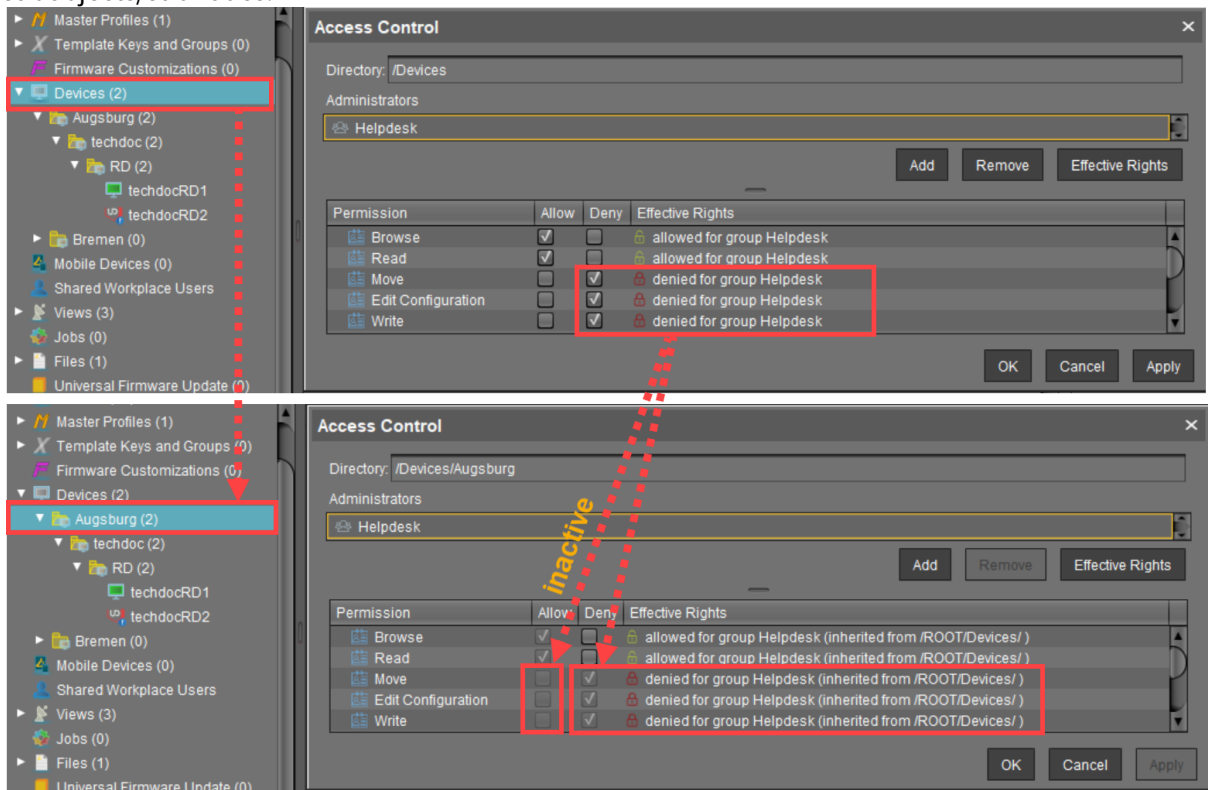 Master Profiles (1)
Template Keys and Groups (0)
Firmware Customizations (0)
Devices (2)
Augsburg (2)
techdoc (2)
RD (2)
techdocRD1
techdocRD2
Bremen (0)
Mobile Devices (0)
Shared Workplace Users
Views (3)
Jobs (0)
Files (1)
Universal Firmware Update (0)
Access Control
Directory: /Devices
Administrators
Helpdesk
Add Remove Effective Rights
Permission Allow Deny Effective Rights
Browse allowed for group Helpdesk
Read allowed for group Helpdesk
Move denied for group Helpdesk
Edit Configuration denied for group Helpdesk
Write denied for group Helpdesk
OK Cancel Apply
Master Profiles (1)
Template Keys and Groups (0)
Firmware Customizations (0)
Devices (2)
Augsburg (2)
techdoc (2)
RD (2)
techdocRD1
techdocRD2
Bremen (0)
Mobile Devices (0)
Shared Workplace Users
Views (3)
Jobs (0)
Files (1)
Universal Firmware Update (0)
Access Control
Directory: /Devices/Augsburg
Administrators
Helpdesk
inactive
Add Remove Effective Rights
Permission Allow Deny Effective Rights
Browse allowed for group Helpdesk (inherited from /ROOT/Devices/ )
Read allowed for group Helpdesk (inherited from /ROOT/Devices/ )
Move denied for group Helpdesk (inherited from /ROOT/Devices/ )
Edit Configuration denied for group Helpdesk (inherited from /ROOT/Devices/ )
Write denied for group Helpdesk (inherited from /ROOT/Devices/ )
OK Cancel Apply